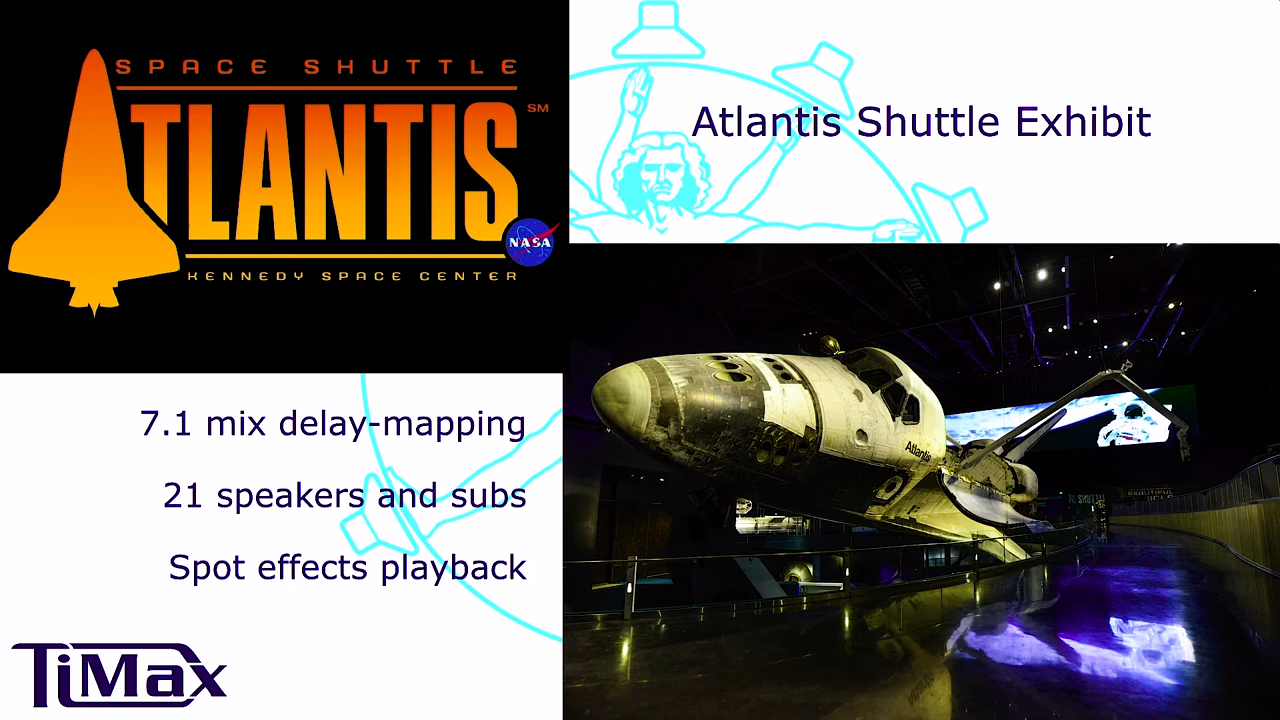 SPACE SHUTTLE
ATLANTIS
SM
NASA
KENNEDY SPACE CENTER
Atlantis Shuttle Exhibit
Atlantis
7.1 mix delay-mapping
21 speakers and subs
Spot effects playback
TiMax